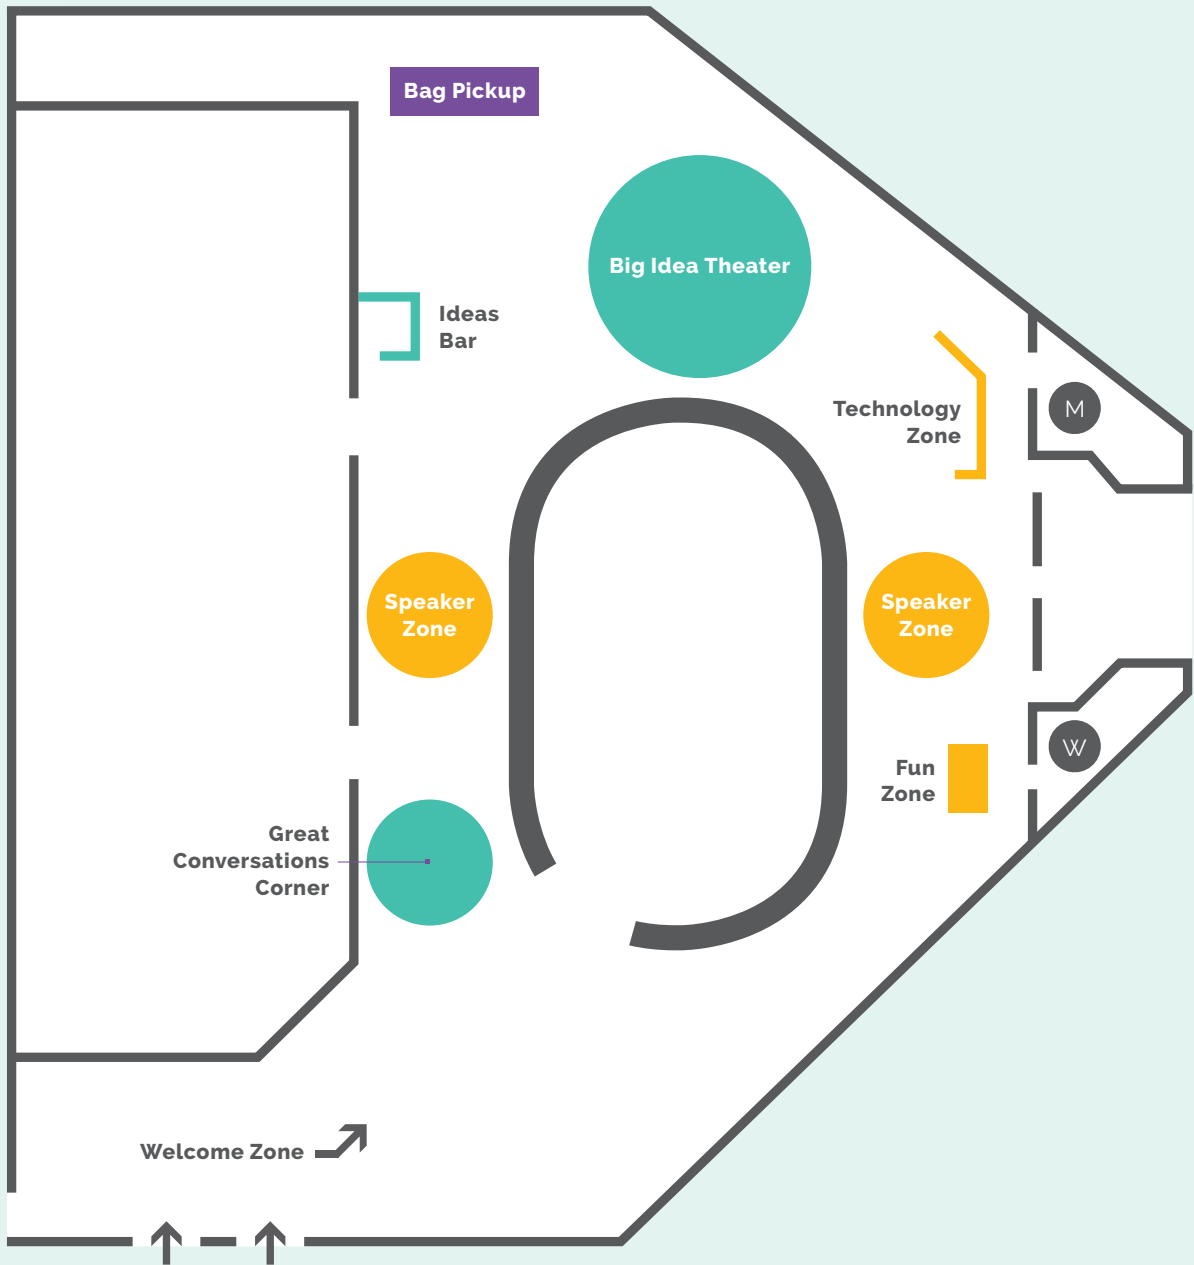 Bag Pickup
Big Idea Theater
Ideas
Bar
Technology
Zone
M
Speaker
Zone
Speaker
Zone
W
Fun
Zone
Great
Conversations
Corner
Welcome Zone